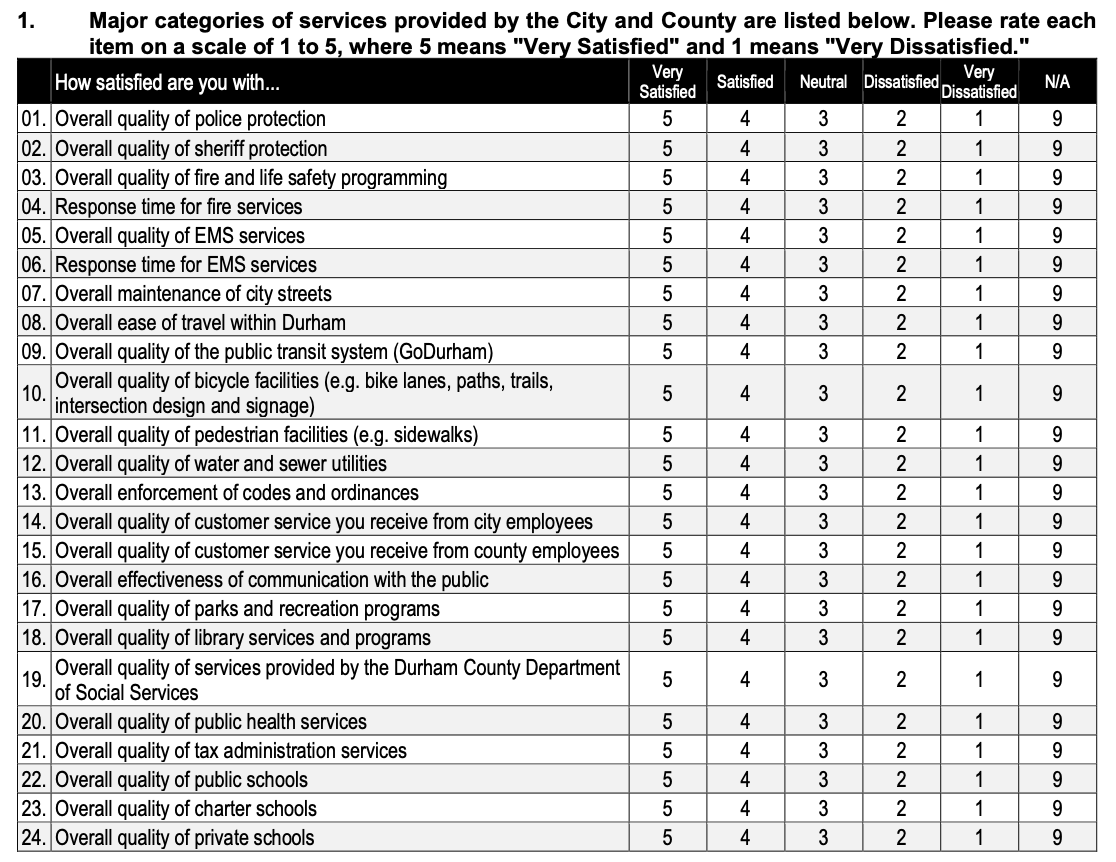 1. Major categories of services provided by the City and County are listed below. Please rate each
item on a scale of 1 to 5, where 5 means "Very Satisfied" and 1 means "Very Dissatisfied."
How satisfied are you with... Very Satisfied Satisfied Neutral Dissatisfied Very Dissatisfied N/A
01. Overall quality of police protection 5 4 3 2 1 9
02. Overall quality of sheriff protection 5 4 3 2 1 9
03. Overall quality of fire and life safety programming 5 4 3 2 1 9
04. Response time for fire services 5 4 3 2 1 9
05. Overall quality of EMS services 5 4 3 2 1 9
06. Response time for EMS services 5 4 3 2 1 9
07. Overall maintenance of city streets 5 4 3 2 1 9
08. Overall ease of travel within Durham 5 4 3 2 1 9
09. Overall quality of the public transit system (GoDurham) 5 4 3 2 1 9
10. Overall quality of bicycle facilities (e.g. bike lanes, paths, trails,
intersection design and signage) 5 4 3 2 1 9
11. Overall quality of pedestrian facilities (e.g. sidewalks) 5 4 3 2 1 9
12. Overall quality of water and sewer utilities 5 4 3 2 1 9
13. Overall enforcement of codes and ordinances 5 4 3 2 1 9
14. Overall quality of customer service you receive from city employees 5 4 3 2 1 9
15. Overall quality of customer service you receive from county employees 5 4 3 2 1 9
16. Overall effectiveness of communication with the public 5 4 3 2 1 9
17. Overall quality of parks and recreation programs 5 4 3 2 1 9
18. Overall quality of library services and programs 5 4 3 2 1 9
19. Overall quality of services provided by the Durham County Department
of Social Services 5 4 3 2 1 9
20. Overall quality of public health services 5 4 3 2 1 9
21. Overall quality of tax administration services 5 4 3 2 1 9
22. Overall quality of public schools 5 4 3 2 1 9
23. Overall quality of charter schools 5 4 3 2 1 9
24. Overall quality of private schools 5 4 3 2 1 9